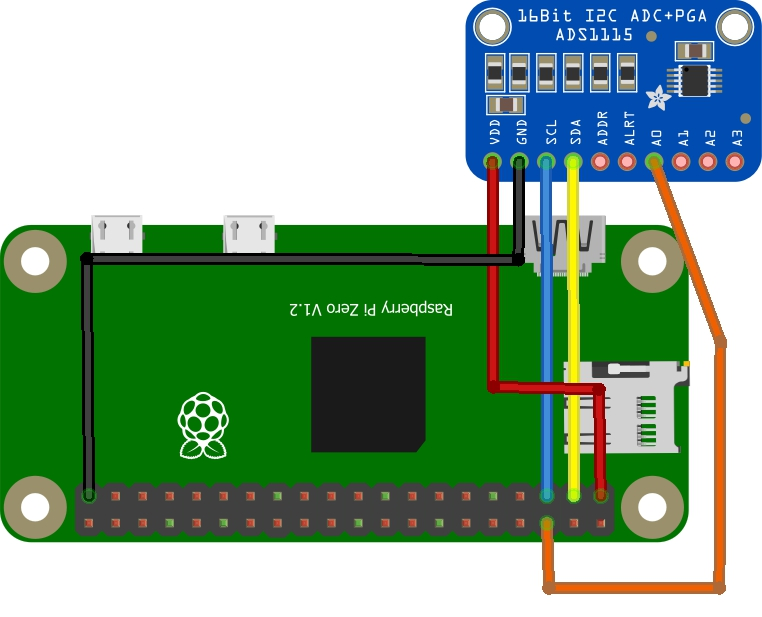 16Bit I2C ADC+PGA
ADS1115
VDD
GND
SCL
SDA
ADDR
ALRT
A0
A1
A2
A3
Raspberry Pi Zero V1.2